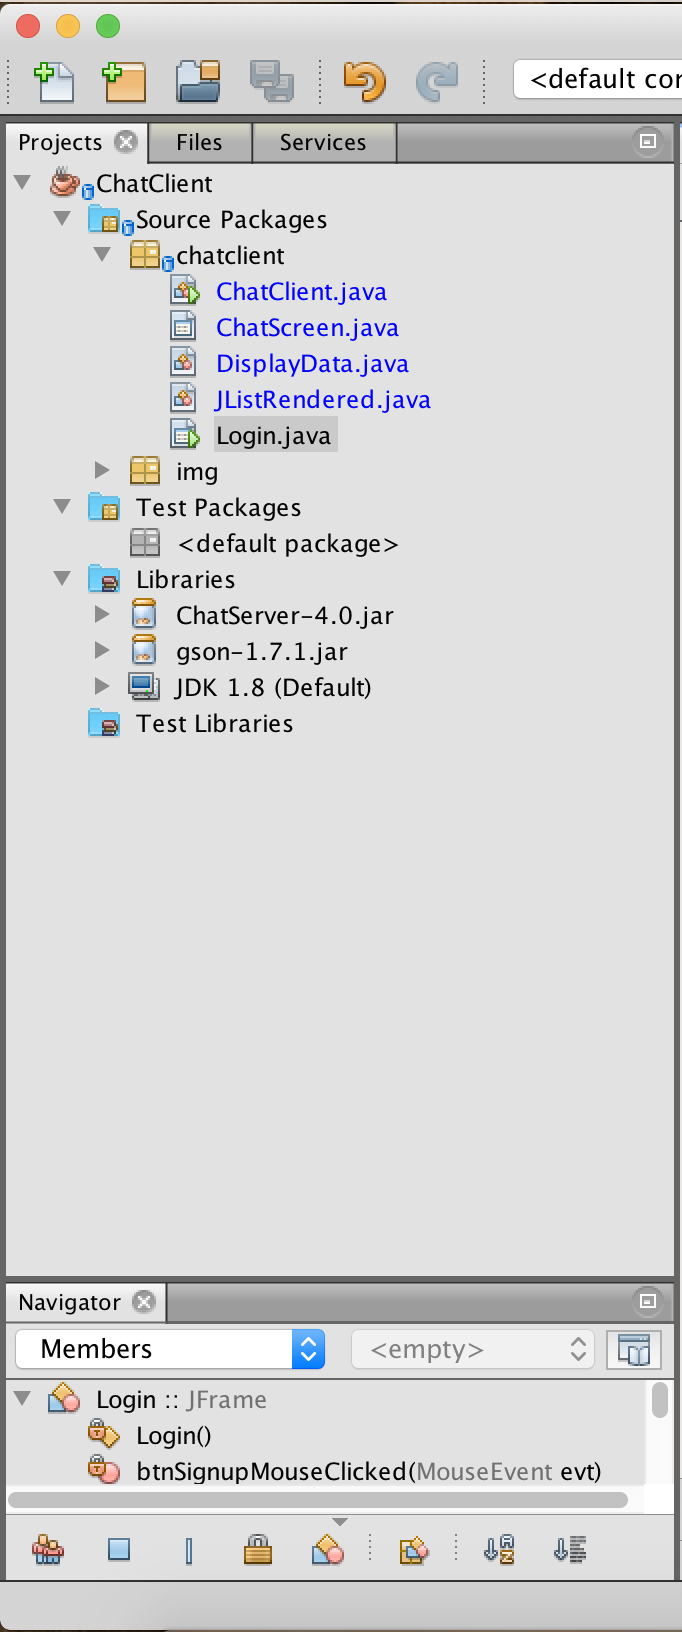 <default cor
Projects Files Services
ChatClient
Source Packages
chatclient
ChatClient.java
ChatScreen.java
DisplayData.java
JListRendered.java
Login.java
img
Test Packages
<default package>
Libraries
ChatServer-4.0.jar
gson-1.7.1.jar
JDK 1.8 (Default)
Test Libraries
Navigator
Members <empty>
Login :: JFrame
Login()
btnSignupMouseClicked(MouseEvent evt)